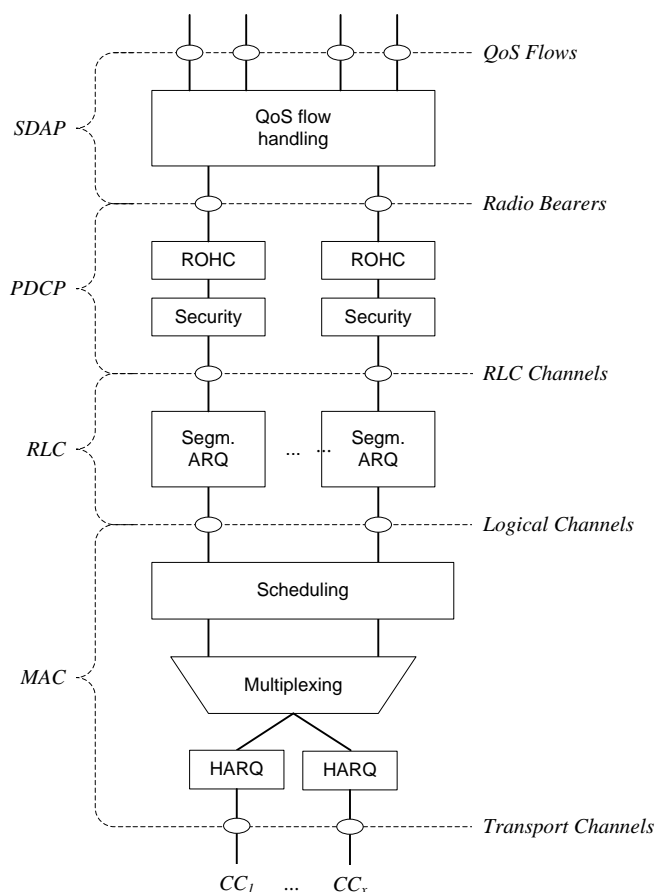 QoS Flows
QoS flow
handling
SDAP
Radio Bearers
ROHC
ROHC
PDCP
Security
Security
RLC Channels
Segm.
ARQ
... ...
Segm.
ARQ
RLC
Logical Channels
Scheduling
MAC
Multiplexing
HARQ
HARQ
Transport Channels
CC1 ... CCx